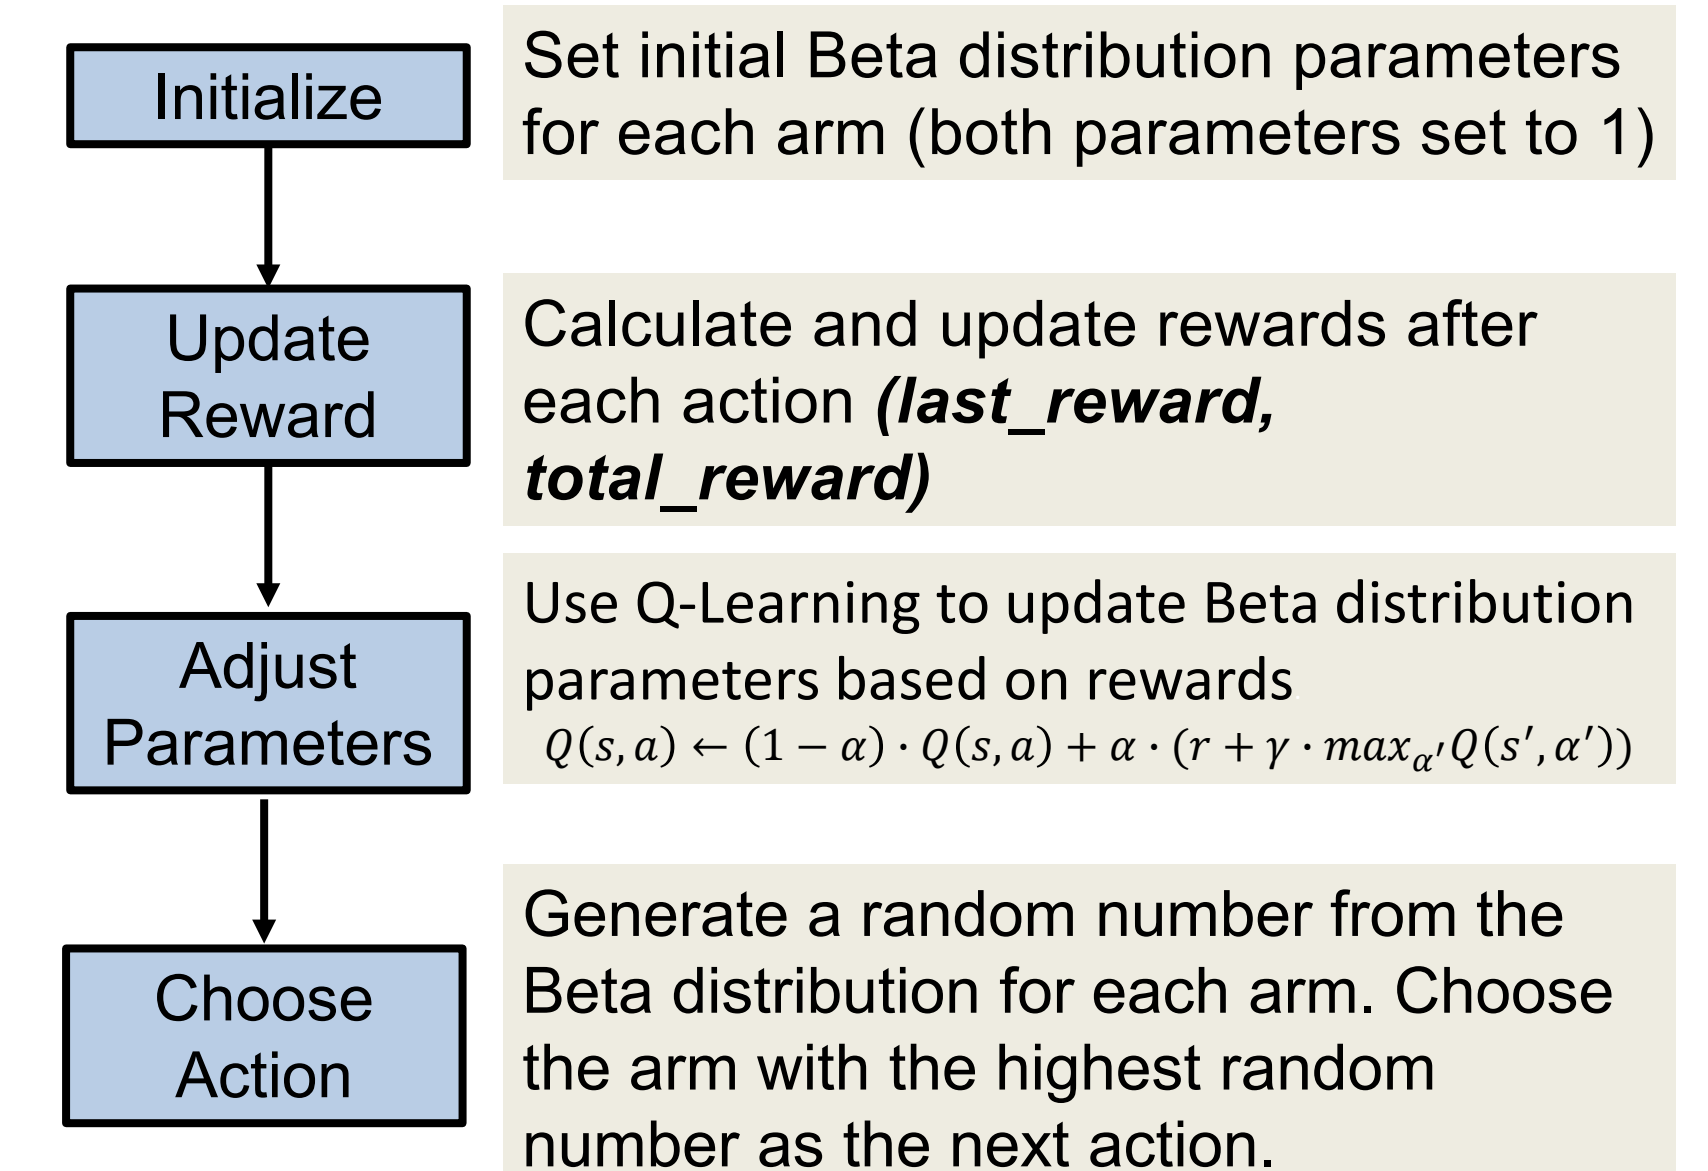 Initialize
Set initial Beta distribution parameters
for each arm (both parameters set to 1)
Update
Reward
Calculate and update rewards after
each action (last_reward,
total_reward)
Adjust
Parameters
Use Q-Learning to update Beta distribution
parameters based on rewards
Q(s, a) ← (1 − α) · Q(s, a) + α · (r + γ · max_α′ Q(s′, α′))
Choose
Action
Generate a random number from the
Beta distribution for each arm. Choose
the arm with the highest random
number as the next action.